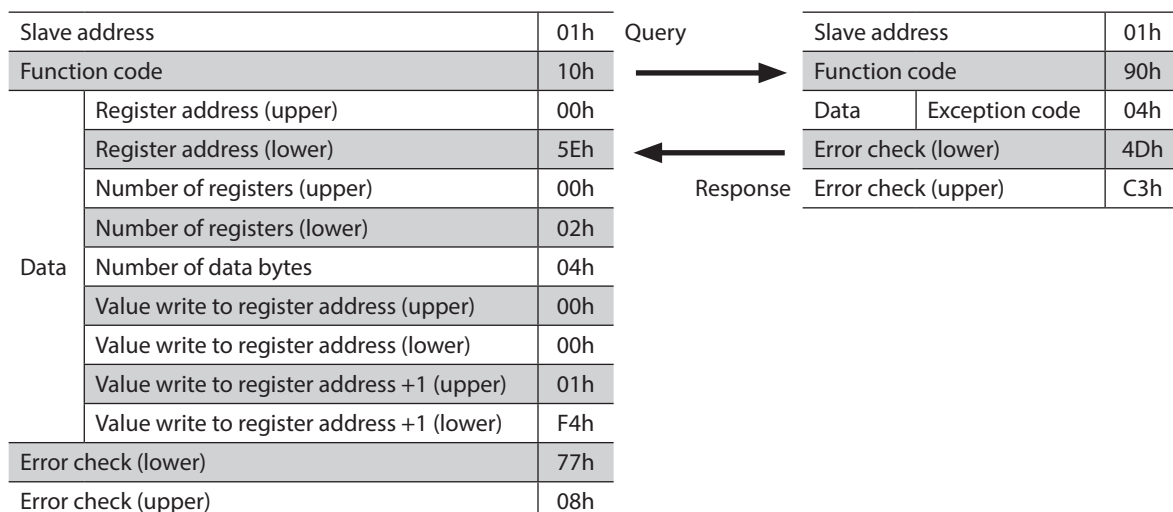 Slave address 01h
Function code 10h
Data
Register address (upper) 00h
Register address (lower) 5Eh
Number of registers (upper) 00h
Number of registers (lower) 02h
Number of data bytes 04h
Value write to register address (upper) 00h
Value write to register address (lower) 00h
Value write to register address +1 (upper) 01h
Value write to register address +1 (lower) F4h
Error check (lower) 77h
Error check (upper) 08h
Query
Response
Slave address 01h
Function code 90h
Data Exception code 04h
Error check (lower) 4Dh
Error check (upper) C3h